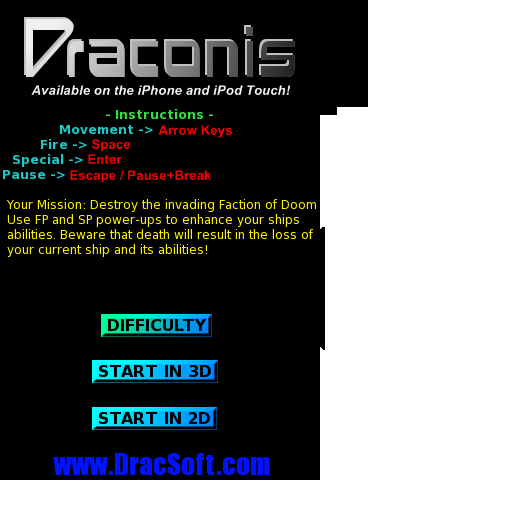 Draconis
Available on the iPhone and iPod Touch!
- Instructions -
Movement -> Arrow Keys
Fire -> Space
Special -> Enter
Pause -> Escape / Pause+Break
Your Mission: Destroy the invading Faction of Doom
Use FP and SP power-ups to enhance your ships
abilities. Beware that death will result in the loss of
your current ship and its abilities!
DIFFICULTY
START IN 3D
START IN 2D
www.DracSoft.com